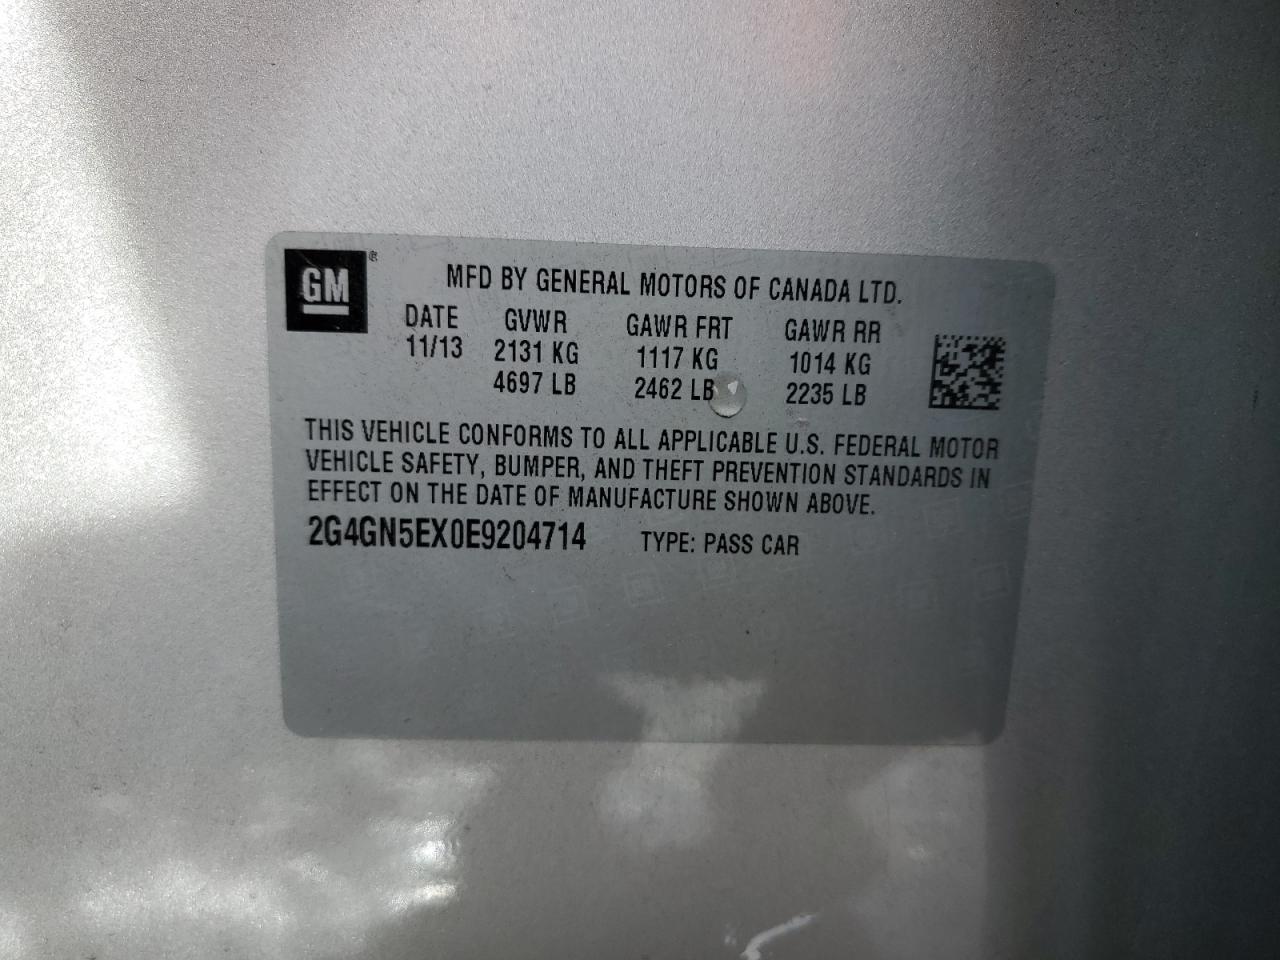 GM®
MFD BY GENERAL MOTORS OF CANADA LTD.
DATE GVWR GAWR FRT GAWR RR
11/13 2131 KG 1117 KG 1014 KG
4697 LB 2462 LB 2235 LB
THIS VEHICLE CONFORMS TO ALL APPLICABLE U.S. FEDERAL MOTOR
VEHICLE SAFETY, BUMPER, AND THEFT PREVENTION STANDARDS IN
EFFECT ON THE DATE OF MANUFACTURE SHOWN ABOVE.
2G4GN5EX0E9204714 TYPE: PASS CAR